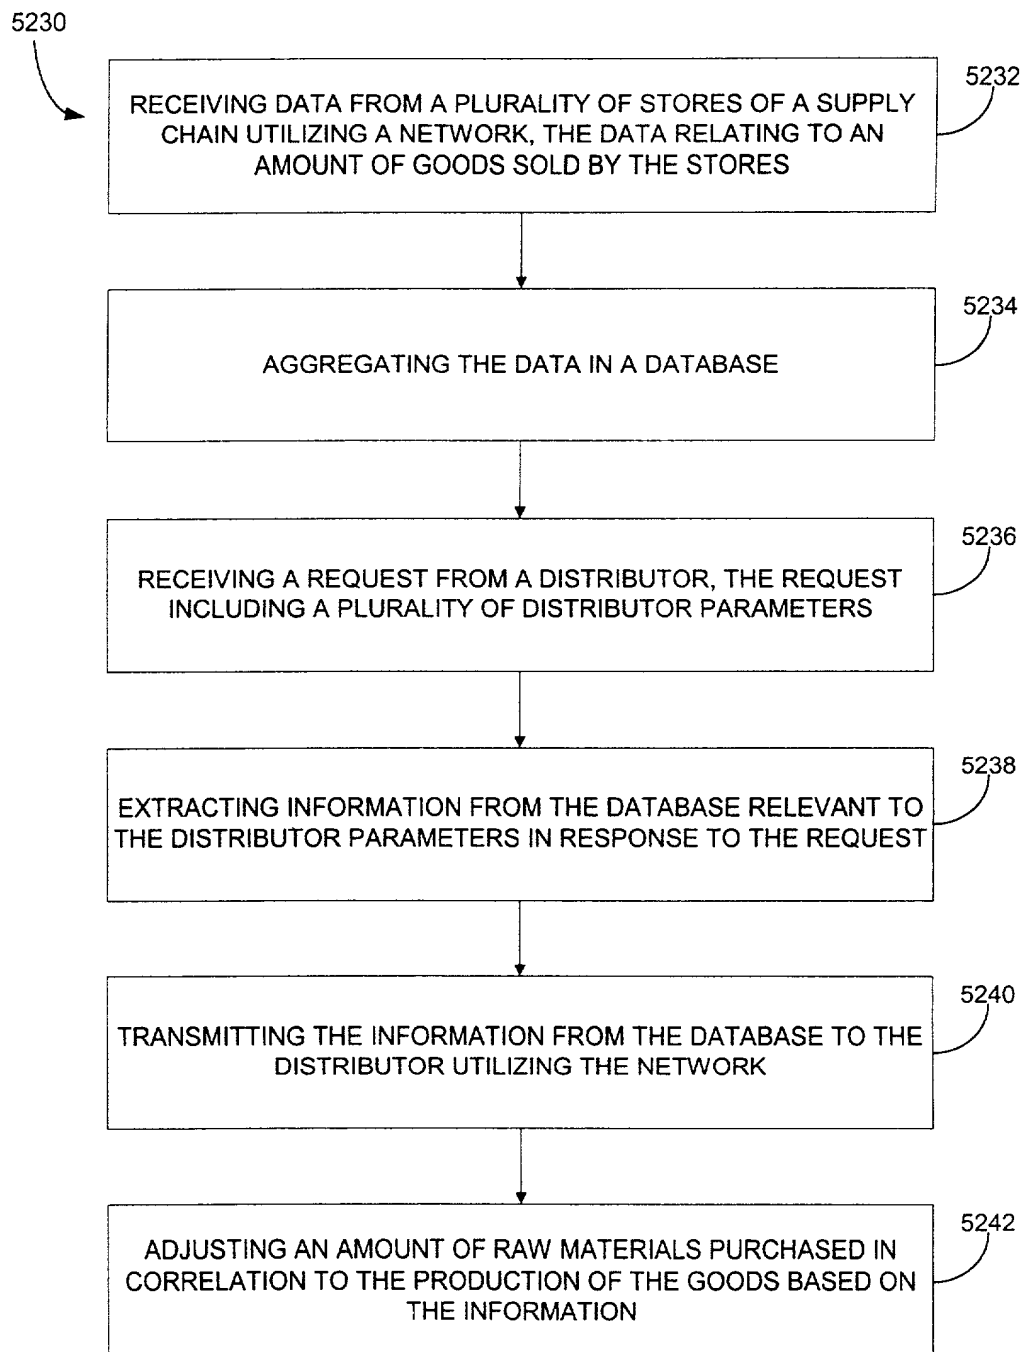 5230
5232
RECEIVING DATA FROM A PLURALITY OF STORES OF A SUPPLY
CHAIN UTILIZING A NETWORK, THE DATA RELATING TO AN
AMOUNT OF GOODS SOLD BY THE STORES
5234
AGGREGATING THE DATA IN A DATABASE
5236
RECEIVING A REQUEST FROM A DISTRIBUTOR, THE REQUEST
INCLUDING A PLURALITY OF DISTRIBUTOR PARAMETERS
5238
EXTRACTING INFORMATION FROM THE DATABASE RELEVANT TO
THE DISTRIBUTOR PARAMETERS IN RESPONSE TO THE REQUEST
5240
TRANSMITTING THE INFORMATION FROM THE DATABASE TO THE
DISTRIBUTOR UTILIZING THE NETWORK
5242
ADJUSTING AN AMOUNT OF RAW MATERIALS PURCHASED IN
CORRELATION TO THE PRODUCTION OF THE GOODS BASED ON
THE INFORMATION